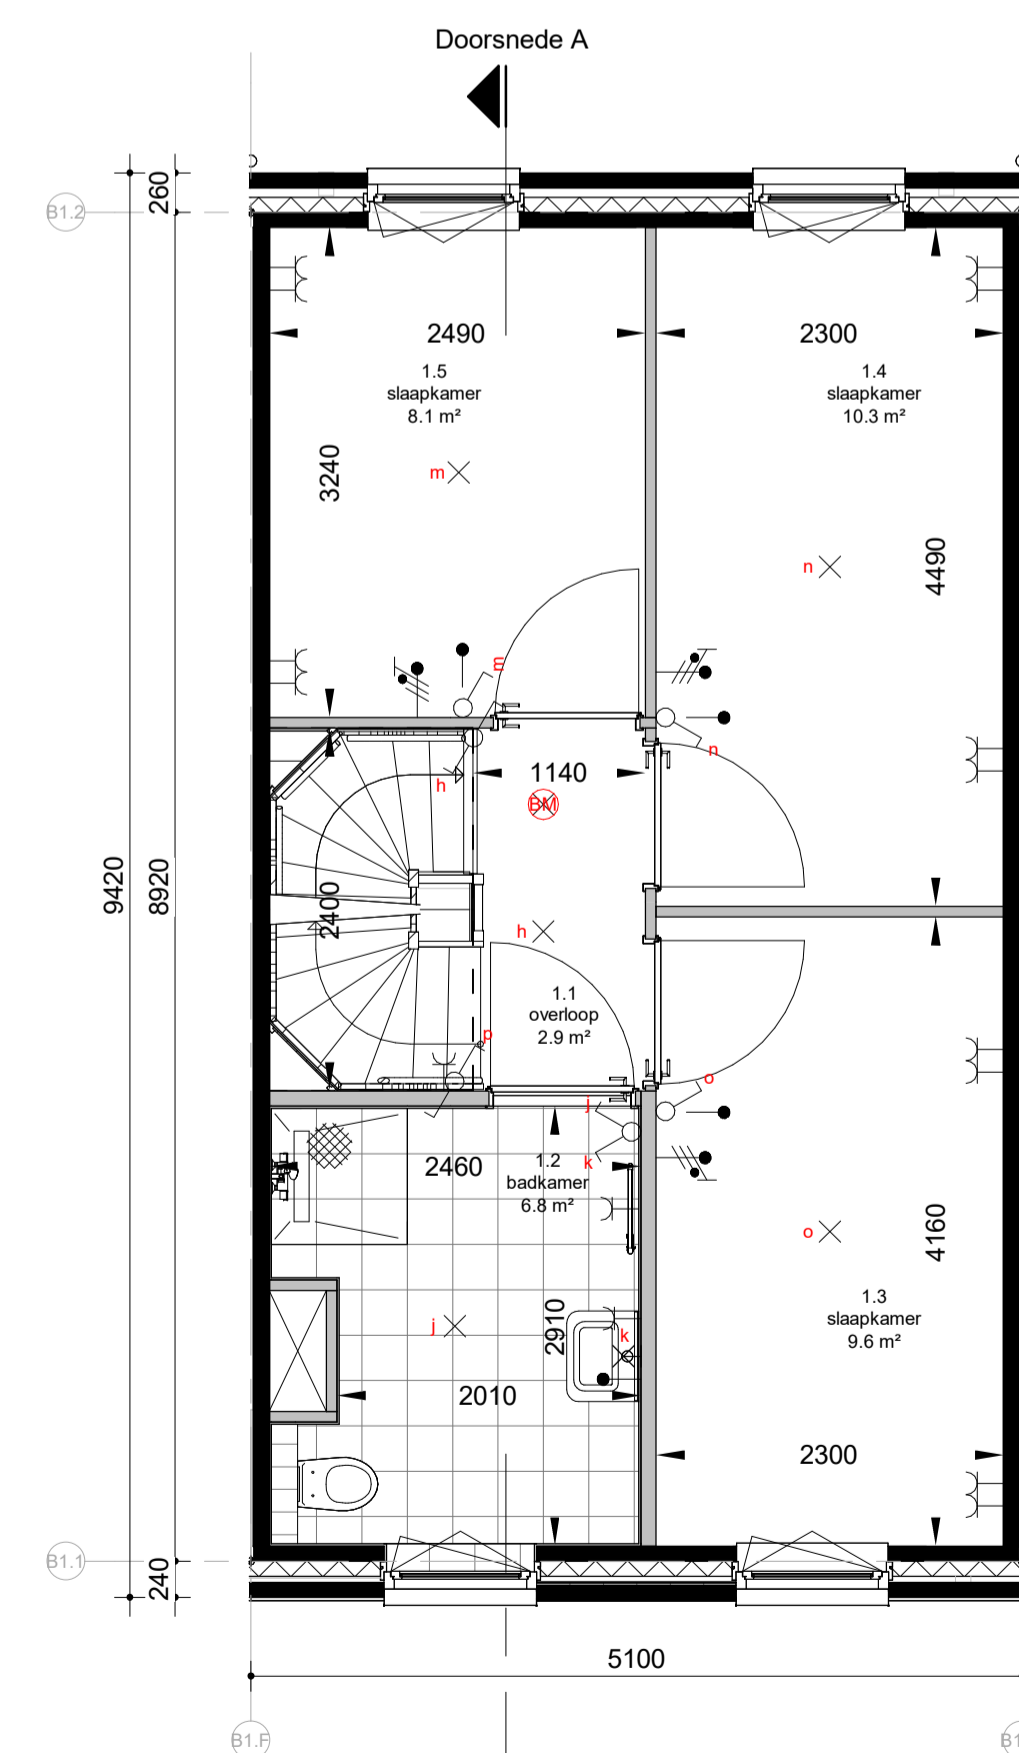 Doorsnede A
260
B1.2
2490
2300
1.5
slaapkamer
8.1 m²
1.4
slaapkamer
10.3 m²
3240
m
n
4490
m
n
h
1140
BM
9420
8920
2400
h
1.1
overloop
2.9 m²
p
o
j
k
2460
1.2
badkamer
6.8 m²
o
4160
1.3
slaapkamer
9.6 m²
j
2910
k
2010
2300
B1.1
240
5100
B1.F
B1